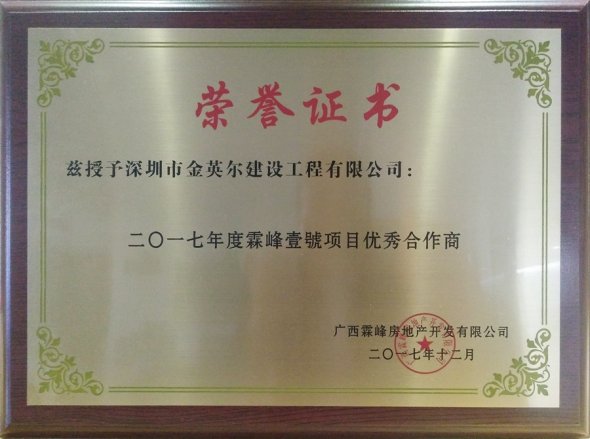 荣誉证书
兹授予深圳市金英尔建设工程有限公司：
二〇一七年度霖峰壹號项目优秀合作商
广西霖峰房地产开发有限公司
二〇一七年十二月